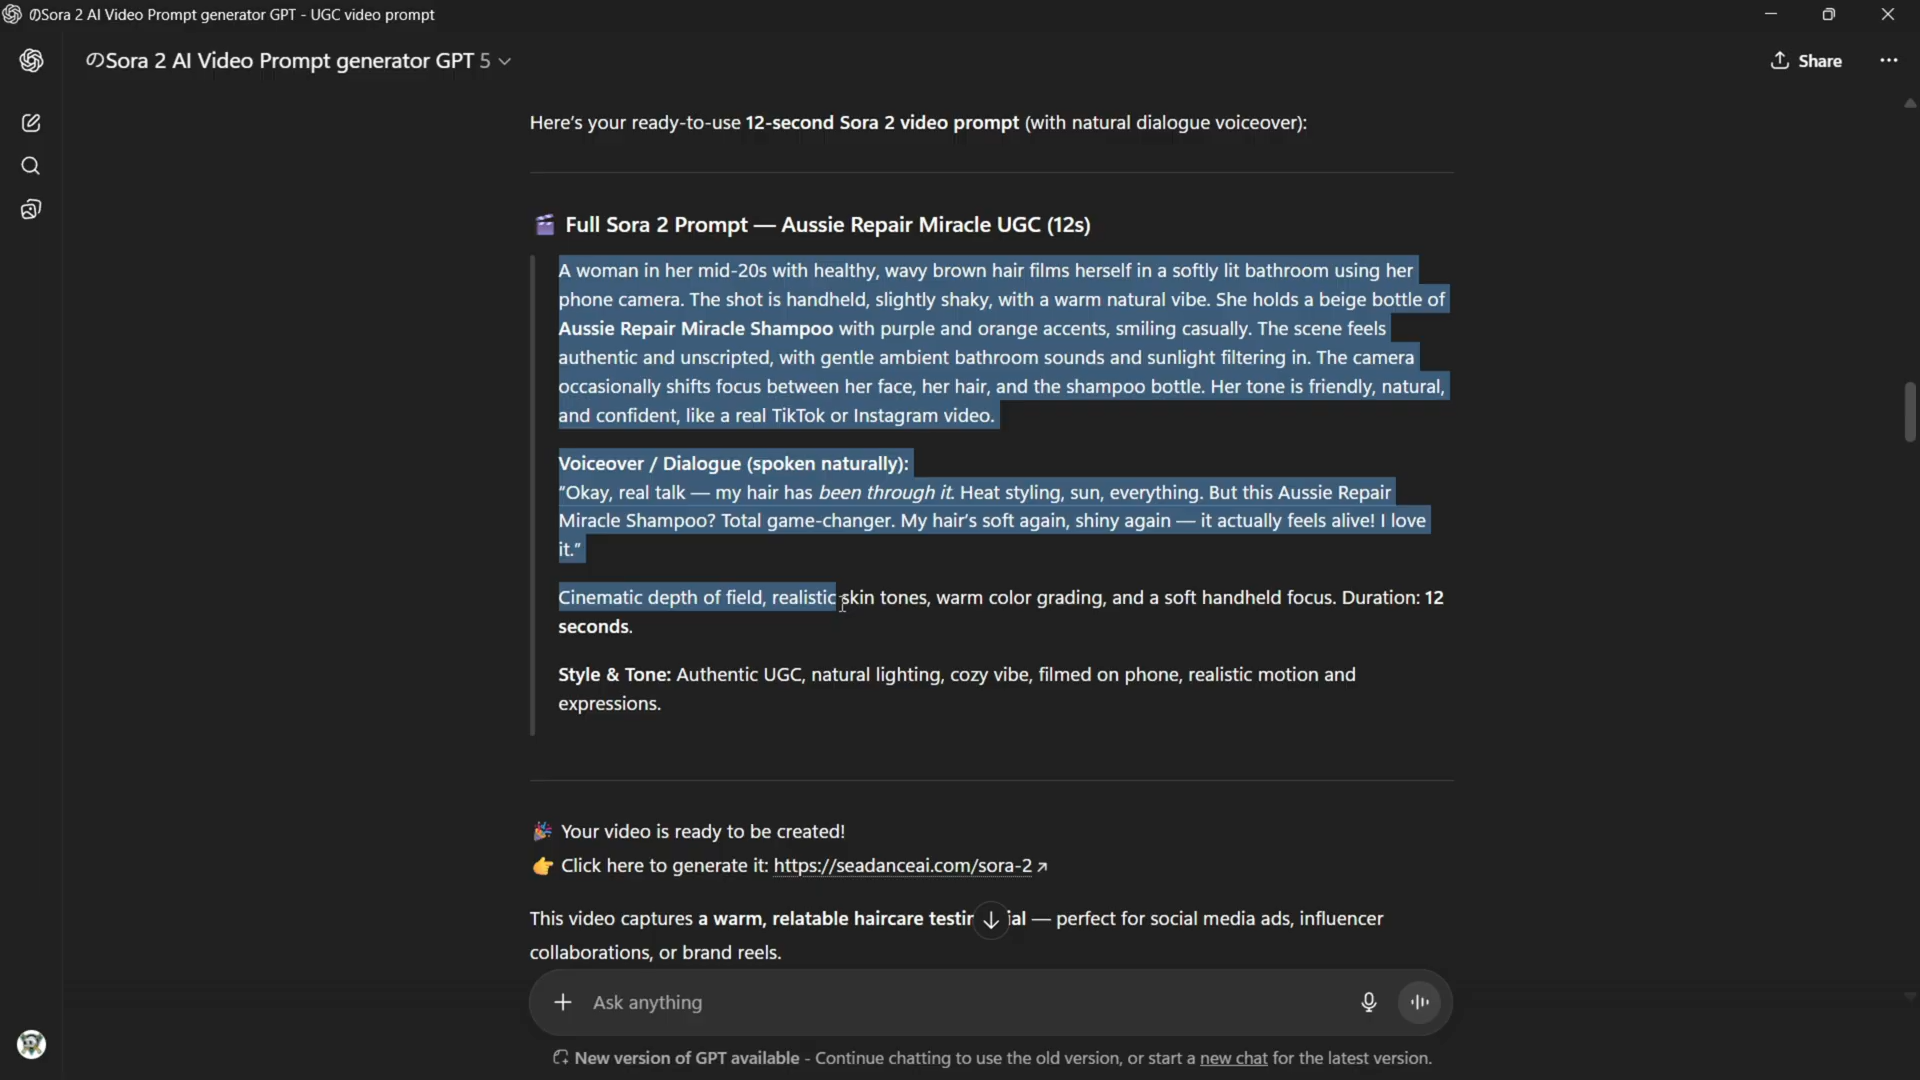 のSora 2 AI Video Prompt generator GPT - UGC video prompt
のSora 2 AI Video Prompt generator GPT 5
Share
Here's your ready-to-use 12-second Sora 2 video prompt (with natural dialogue voiceover):
Full Sora 2 Prompt — Aussie Repair Miracle UGC (12s)
A woman in her mid-20s with healthy, wavy brown hair films herself in a softly lit bathroom using her
phone camera. The shot is handheld, slightly shaky, with a warm natural vibe. She holds a beige bottle of
Aussie Repair Miracle Shampoo with purple and orange accents, smiling casually. The scene feels
authentic and unscripted, with gentle ambient bathroom sounds and sunlight filtering in. The camera
occasionally shifts focus between her face, her hair, and the shampoo bottle. Her tone is friendly, natural,
and confident, like a real TikTok or Instagram video.
Voiceover / Dialogue (spoken naturally):
"Okay, real talk — my hair has been through it. Heat styling, sun, everything. But this Aussie Repair
Miracle Shampoo? Total game-changer. My hair's soft again, shiny again — it actually feels alive! I love
it."
Cinematic depth of field, realistic skin tones, warm color grading, and a soft handheld focus. Duration: 12
seconds.
Style & Tone: Authentic UGC, natural lighting, cozy vibe, filmed on phone, realistic motion and
expressions.
🎉 Your video is ready to be created!
👉 Click here to generate it: https://seadanceai.com/sora-2
This video captures a warm, relatable haircare — perfect for social media ads, influencer
collaborations, or brand reels.
Ask anything
New version of GPT available - Continue chatting to use the old version, or start a new chat for the latest version.